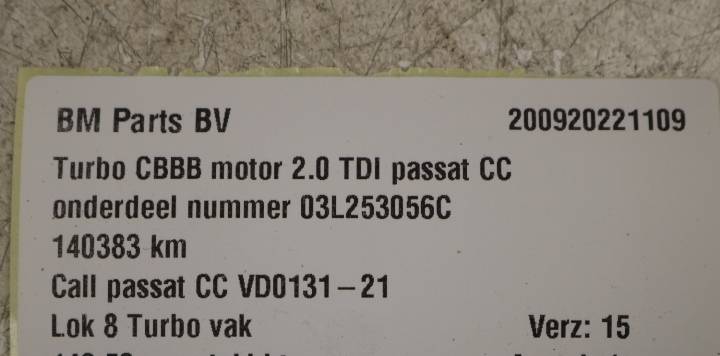 BM Parts BV 200920221109
Turbo CBBB motor 2.0 TDI passat CC
onderdeel nummer 03L253056C
140383 km
Call passat CC VD0131-21
Lok 8 Turbo vak Verz: 15